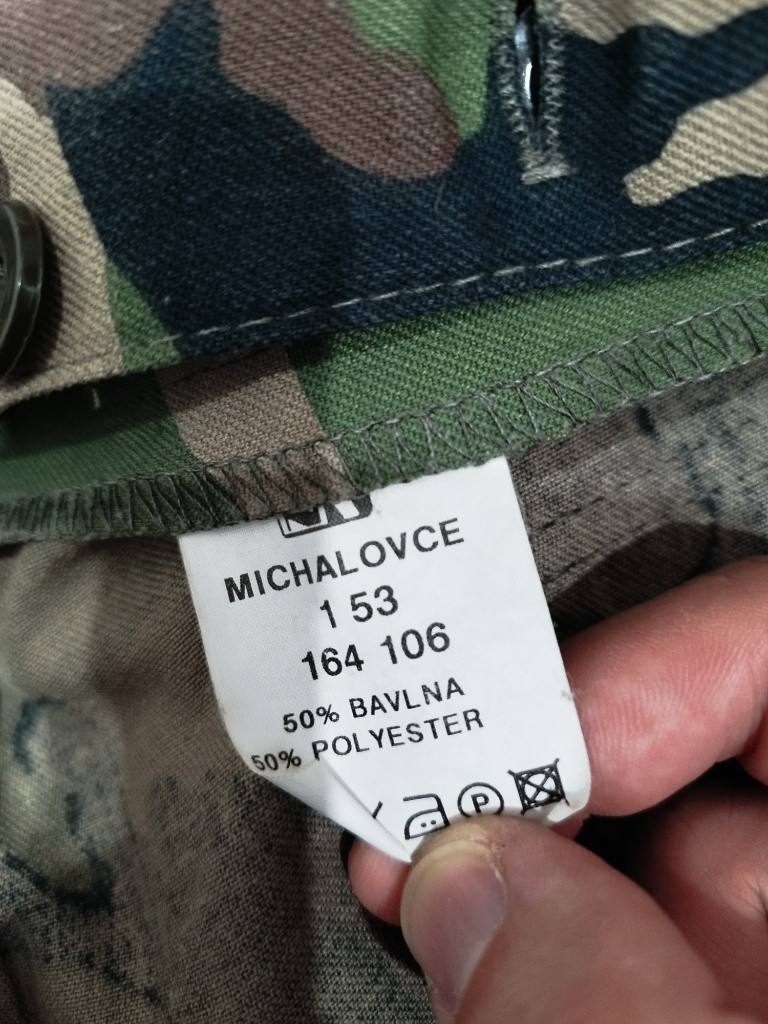 MICHALOVCE
1 53
164 106
50% BAVLNA
50% POLYESTER
P